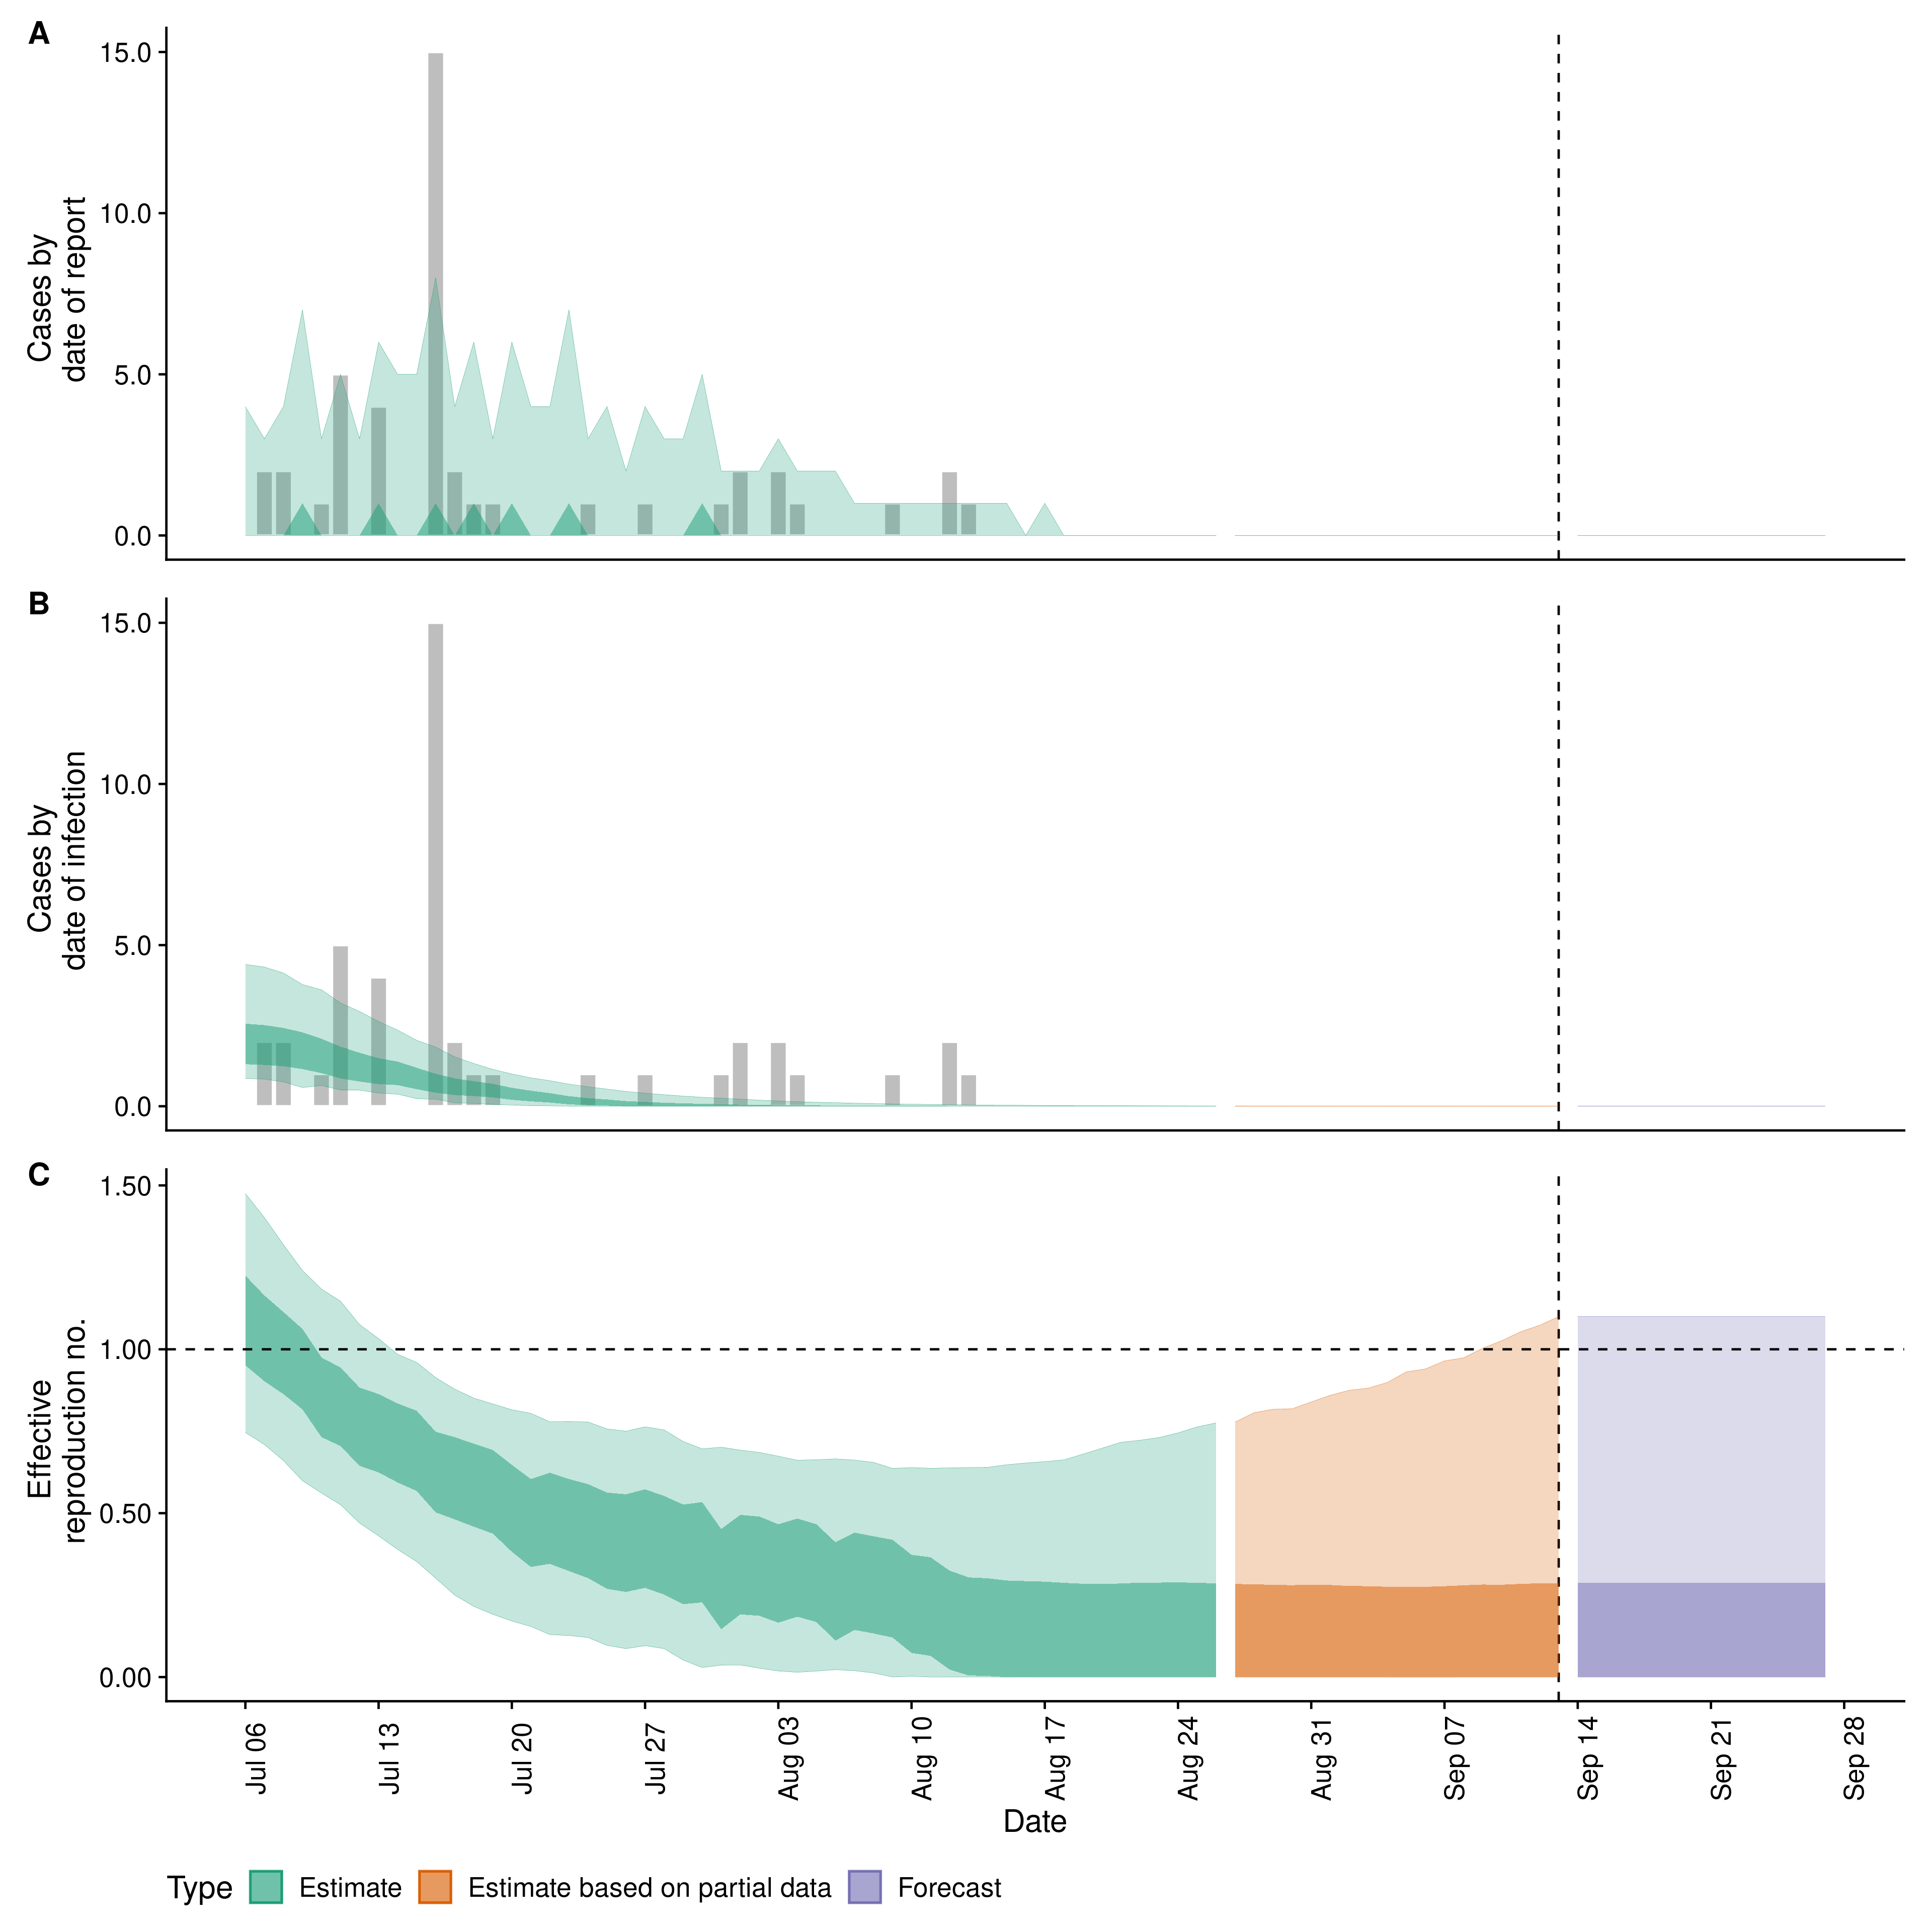 A
15.0
10.0
5.0
0.0
Cases by
date of report
B
15.0
10.0
5.0
0.0
Cases by
date of infection
C
1.50
1.00
0.50
0.00
Effective
reproduction no.
Jul 06
Jul 13
Jul 20
Jul 27
Aug 03
Aug 10
Aug 17
Aug 24
Aug 31
Sep 07
Sep 14
Sep 21
Sep 28
Date
Type Estimate Estimate based on partial data Forecast